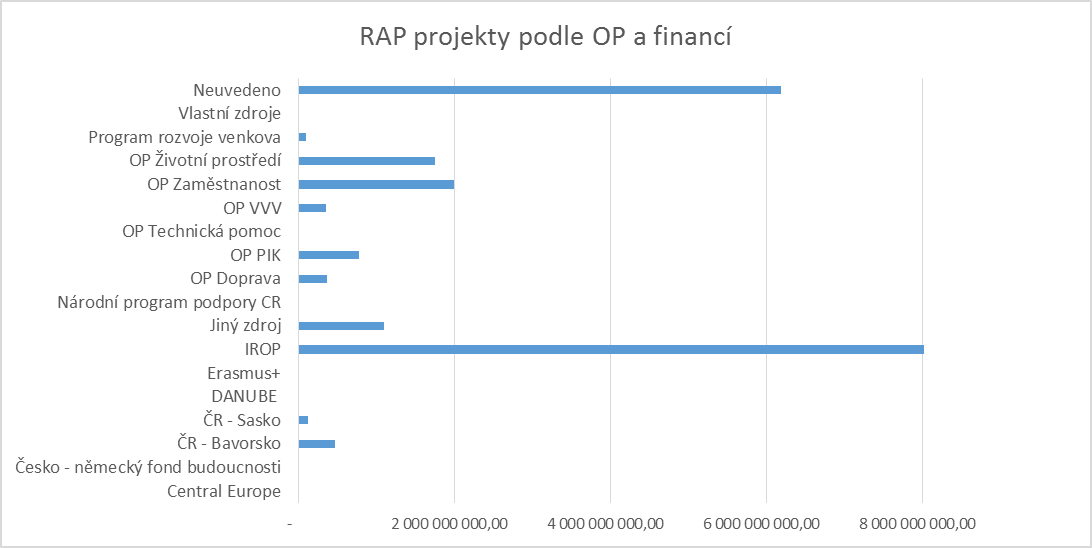 RAP projekty podle OP a financí
Neuvedeno
Vlastní zdroje
Program rozvoje venkova
OP Životní prostředí
OP Zaměstnanost
OP VVV
OP Technická pomoc
OP PIK
OP Doprava
Národní program podpory CR
Jiný zdroj
IROP
Erasmus+
DANUBE
ČR - Sasko
ČR - Bavorsko
Česko - německý fond budoucnosti
Central Europe
- 2 000 000 000,00 4 000 000 000,00 6 000 000 000,00 8 000 000 000,00